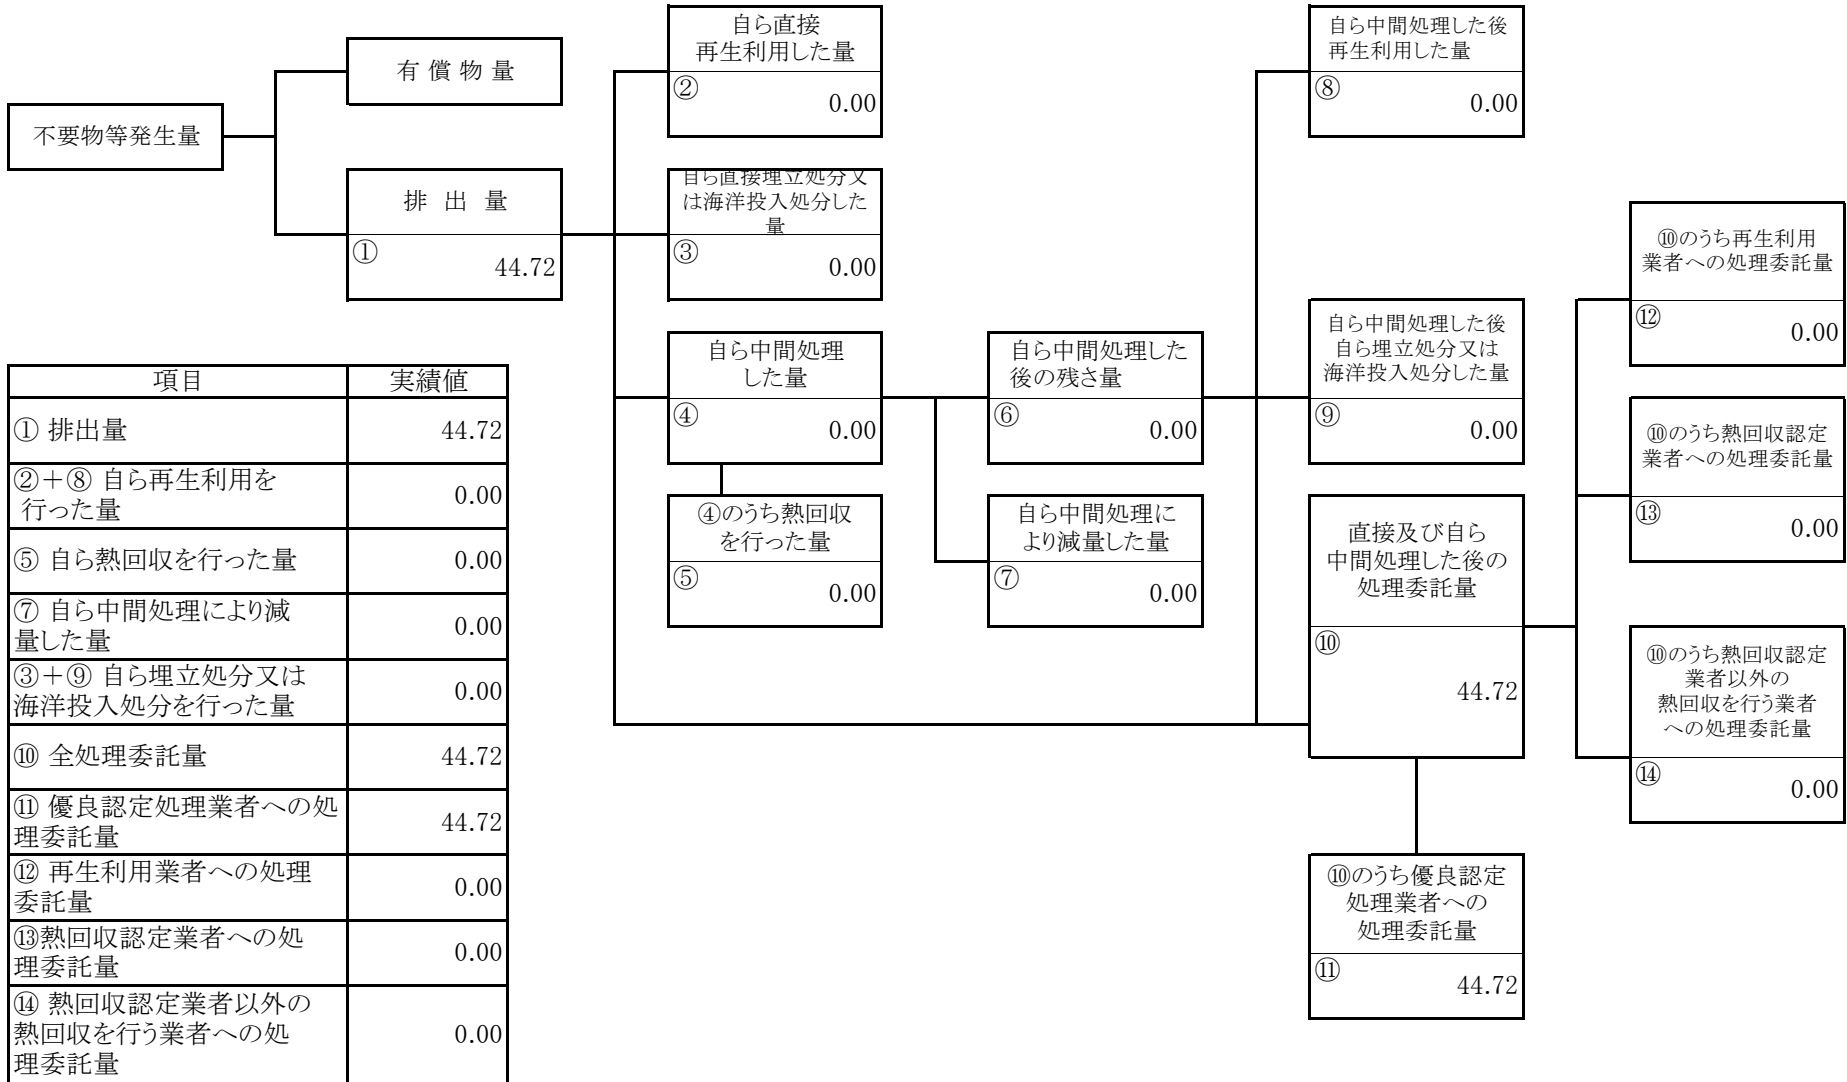 不要物等発生量
有 償 物 量
排 出 量
①
44.72
自ら直接
再生利用した量
②
0.00
自ら直接埋立処分又
は海洋投入処分した
量
③
0.00
自ら中間処理
した量
④
0.00
④のうち熱回収
を行った量
⑤
0.00
自ら中間処理した
後の残さ量
⑥
0.00
自ら中間処理に
より減量した量
⑦
0.00
自ら中間処理した後
再生利用した量
⑧
0.00
自ら中間処理した後
自ら埋立処分又は
海洋投入処分した量
⑨
0.00
直接及び自ら
中間処理した後の
処理委託量
⑩
44.72
⑩のうち優良認定
処理業者への
処理委託量
⑪
44.72
⑩のうち再生利用
業者への処理委託量
⑫
0.00
⑩のうち熱回収認定
業者への処理委託量
⑬
0.00
⑩のうち熱回収認定
業者以外の
熱回収を行う業者
への処理委託量
⑭
0.00
項目 実績値
① 排出量 44.72
②+⑧ 自ら再生利用を
行った量 0.00
⑤ 自ら熱回収を行った量 0.00
⑦ 自ら中間処理により減
量した量 0.00
③+⑨ 自ら埋立処分又は
海洋投入処分を行った量 0.00
⑩ 全処理委託量 44.72
⑪ 優良認定処理業者への処
理委託量 44.72
⑫ 再生利用業者への処理
委託量 0.00
⑬熱回収認定業者への処
理委託量 0.00
⑭ 熱回収認定業者以外の
熱回収を行う業者への処
理委託量 0.00